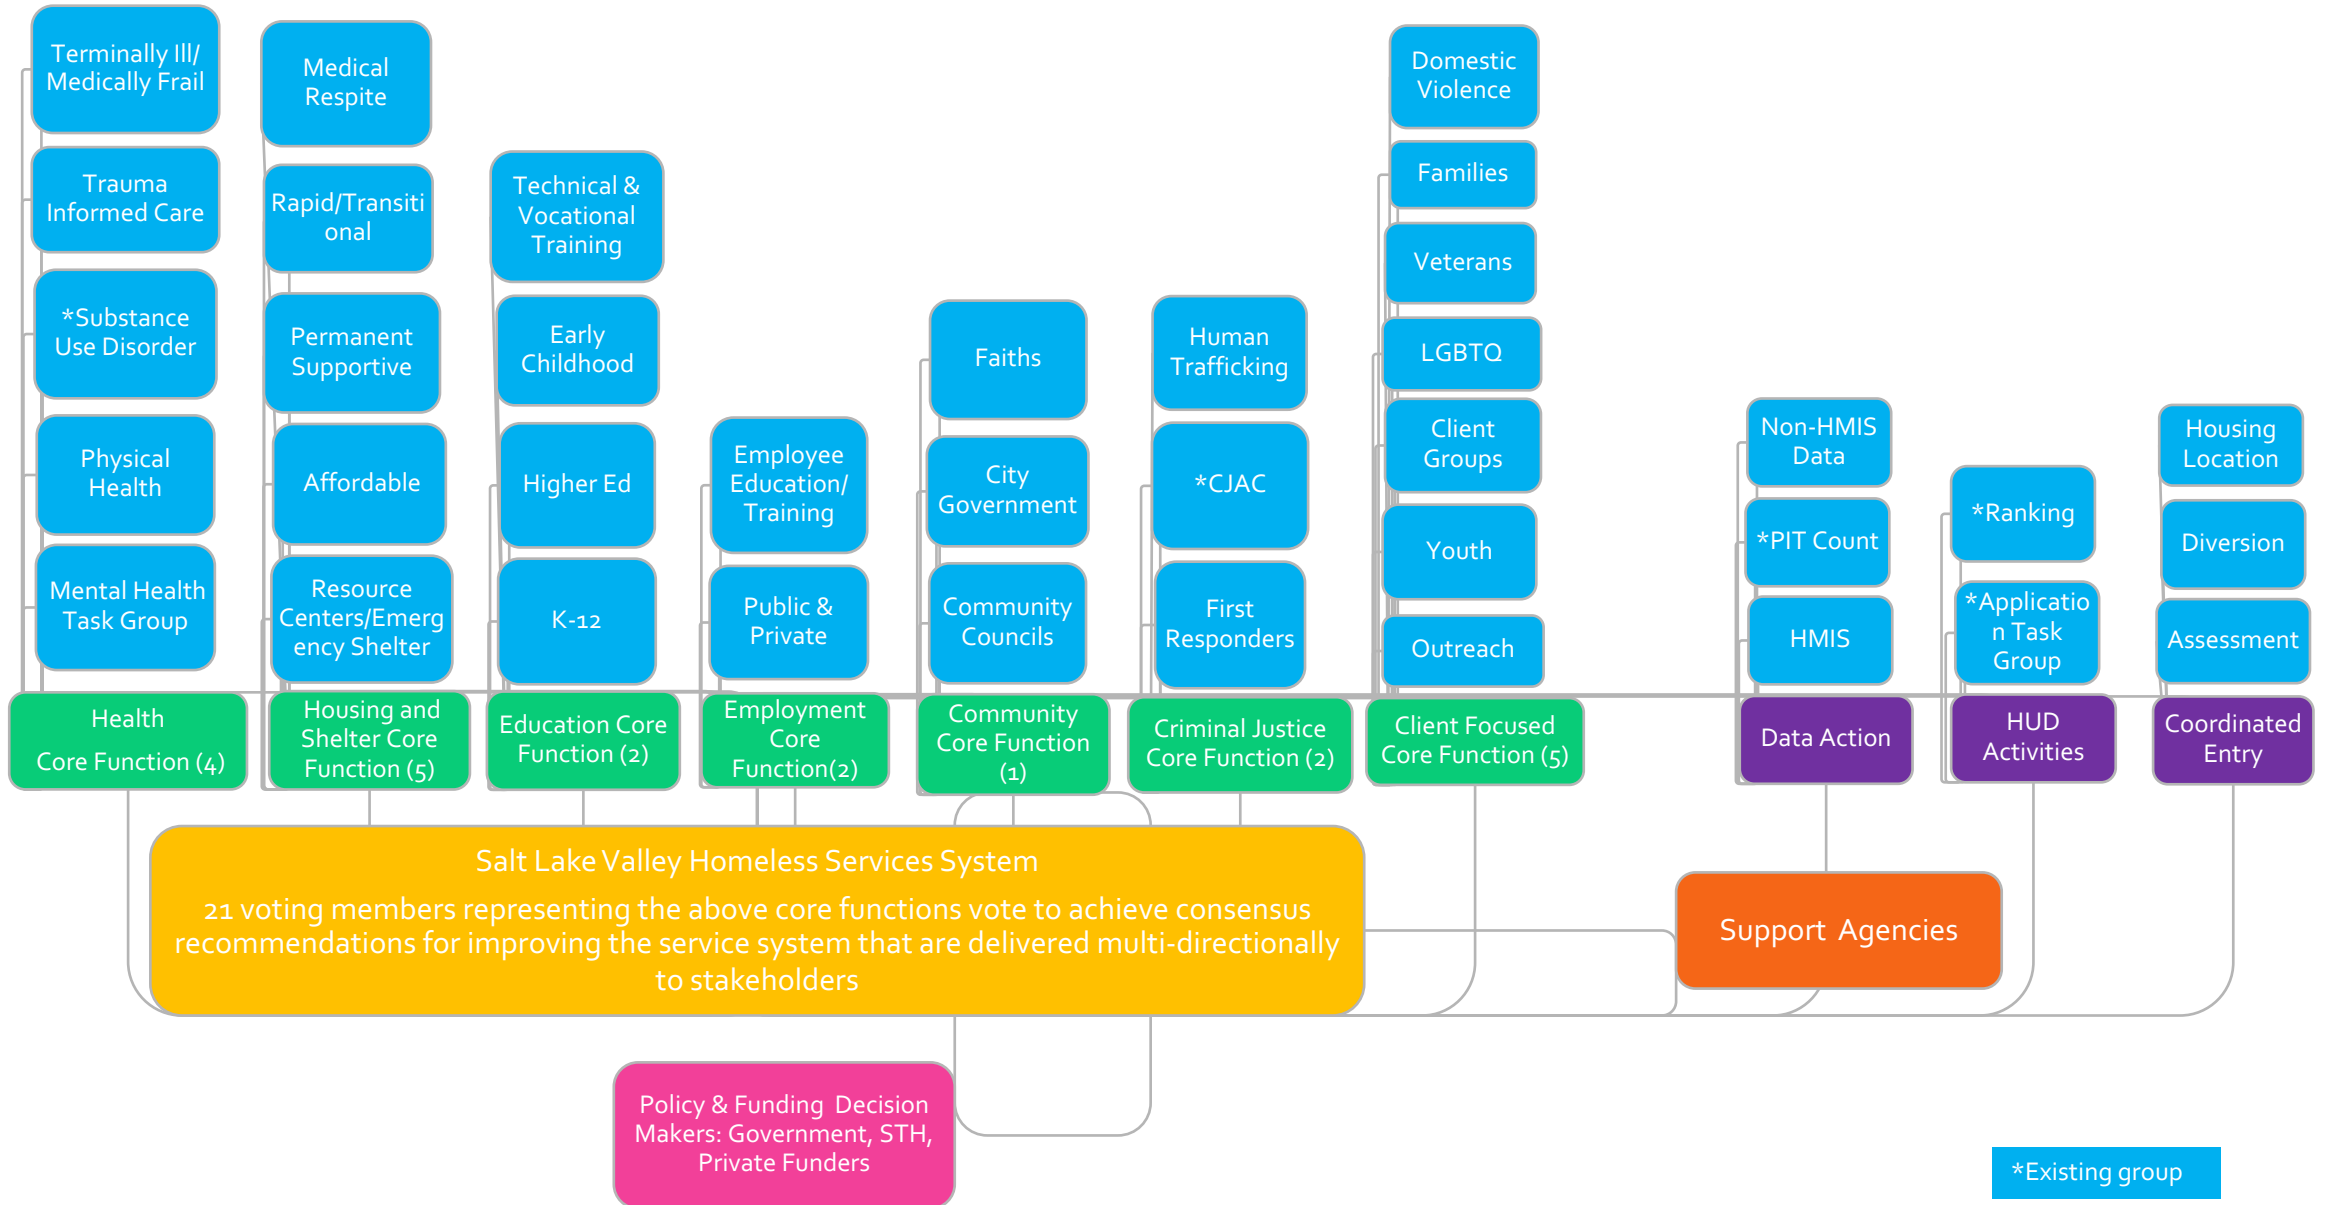 Terminally Ill/
Medically Frail
Trauma
Informed Care
*Substance
Use Disorder
Physical
Health
Mental Health
Task Group
Health
Core Function (4)
Medical
Respite
Rapid/Transiti
onal
Permanent
Supportive
Affordable
Resource
Centers/Emerg
ency Shelter
Housing and
Shelter Core
Function (5)
Technical &
Vocational
Training
Early
Childhood
Higher Ed
K-12
Education Core
Function (2)
Employee
Education/
Training
Public &
Private
Employment
Core
Function(2)
Faiths
City
Government
Community
Councils
Community
Core Function
(1)
Human
Trafficking
*CJAC
First
Responders
Criminal Justice
Core Function (2)
Domestic
Violence
Families
Veterans
LGBTQ
Client
Groups
Youth
Outreach
Client Focused
Core Function (5)
Non-HMIS
Data
*PIT Count
HMIS
Data Action
*Ranking
*Applicatio
n Task
Group
HUD
Activities
Housing
Location
Diversion
Assessment
Coordinated
Entry
Salt Lake Valley Homeless Services System
21 voting members representing the above core functions vote to achieve consensus
recommendations for improving the service system that are delivered multi-directionally
to stakeholders
Support Agencies
Policy & Funding Decision
Makers: Government, STH,
Private Funders
*Existing group